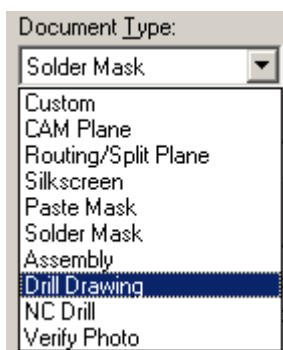 Document Type:
Solder Mask
Custom
CAM Plane
Routing/Split Plane
Silkscreen
Paste Mask
Solder Mask
Assembly
Drill Drawing
NC Drill
Verify Photo